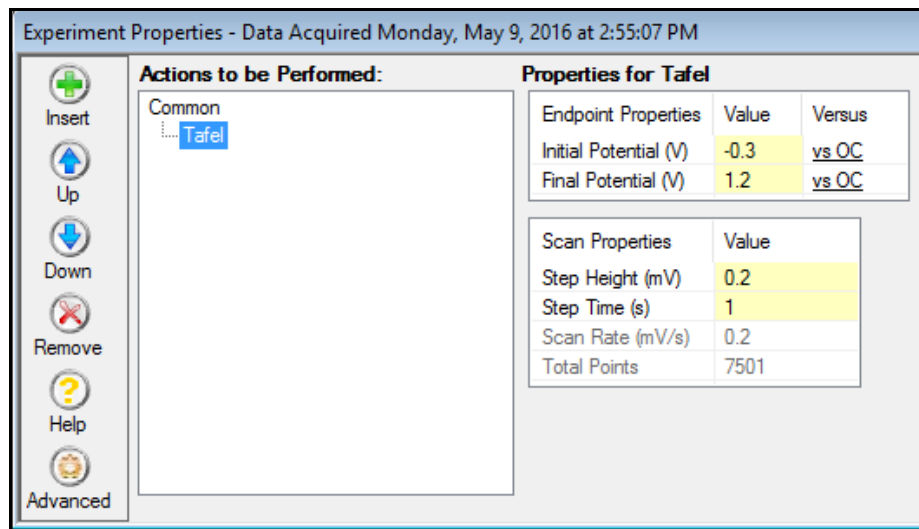 Experiment Properties - Data Acquired Monday, May 9, 2016 at 2:55:07 PM
Insert
Up
Down
Remove
Help
Advanced
Actions to be Performed:
Common
Tafel
Properties for Tafel
Endpoint Properties Value Versus
Initial Potential (V) -0.3 vs OC
Final Potential (V) 1.2 vs OC
Scan Properties Value
Step Height (mV) 0.2
Step Time (s) 1
Scan Rate (mV/s) 0.2
Total Points 7501